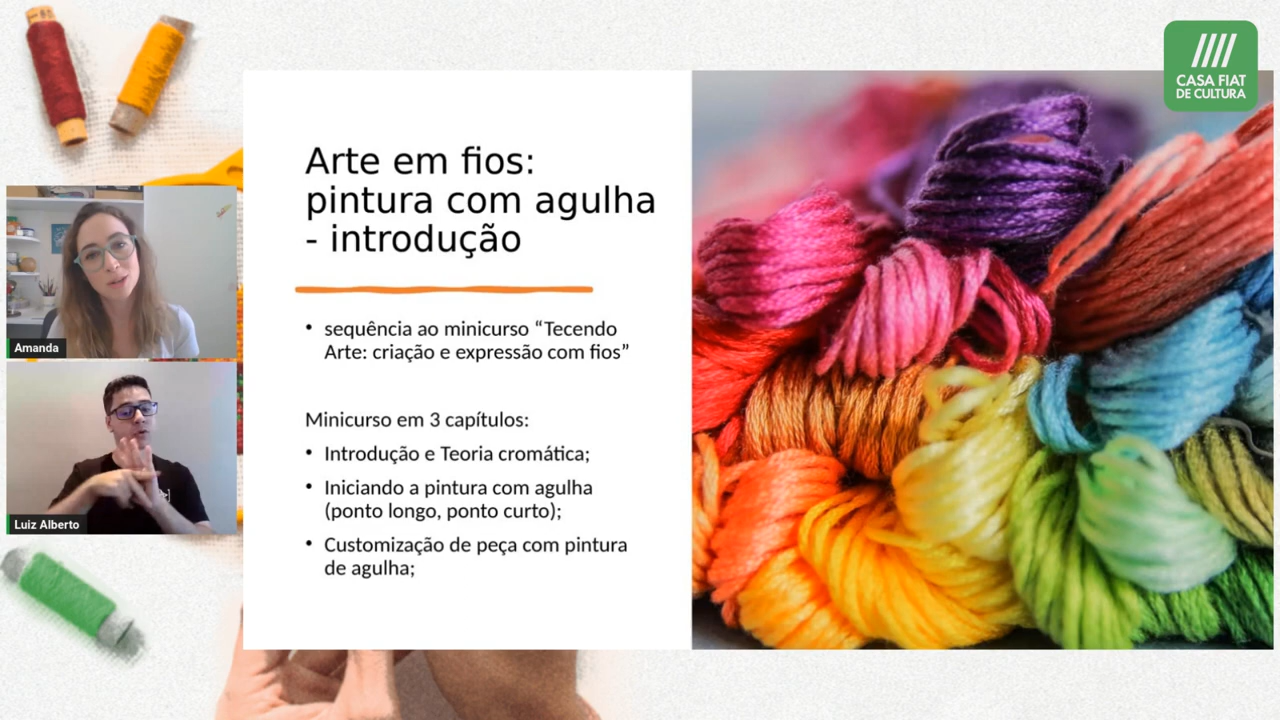 CASA FIAT
DE CULTURA
Arte em fios:
pintura com agulha
- introdução
• sequência ao minicurso “Tecendo
Arte: criação e expressão com fios”
Minicurso em 3 capítulos:
• Introdução e Teoria cromática;
• Iniciando a pintura com agulha
(ponto longo, ponto curto);
• Customização de peça com pintura
de agulha;
Amanda
Luiz Alberto